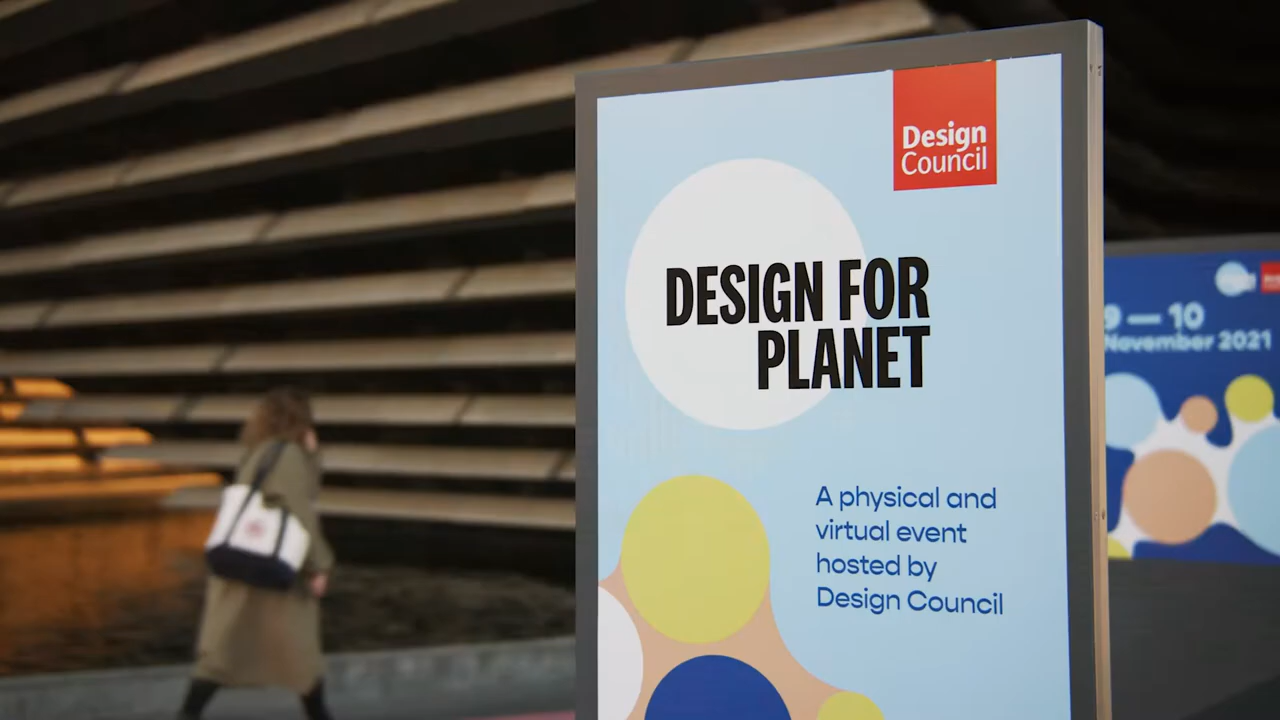 Design
Council
DESIGN FOR
PLANET
A physical and
virtual event
hosted by
Design Council
9 — 10
November 2021